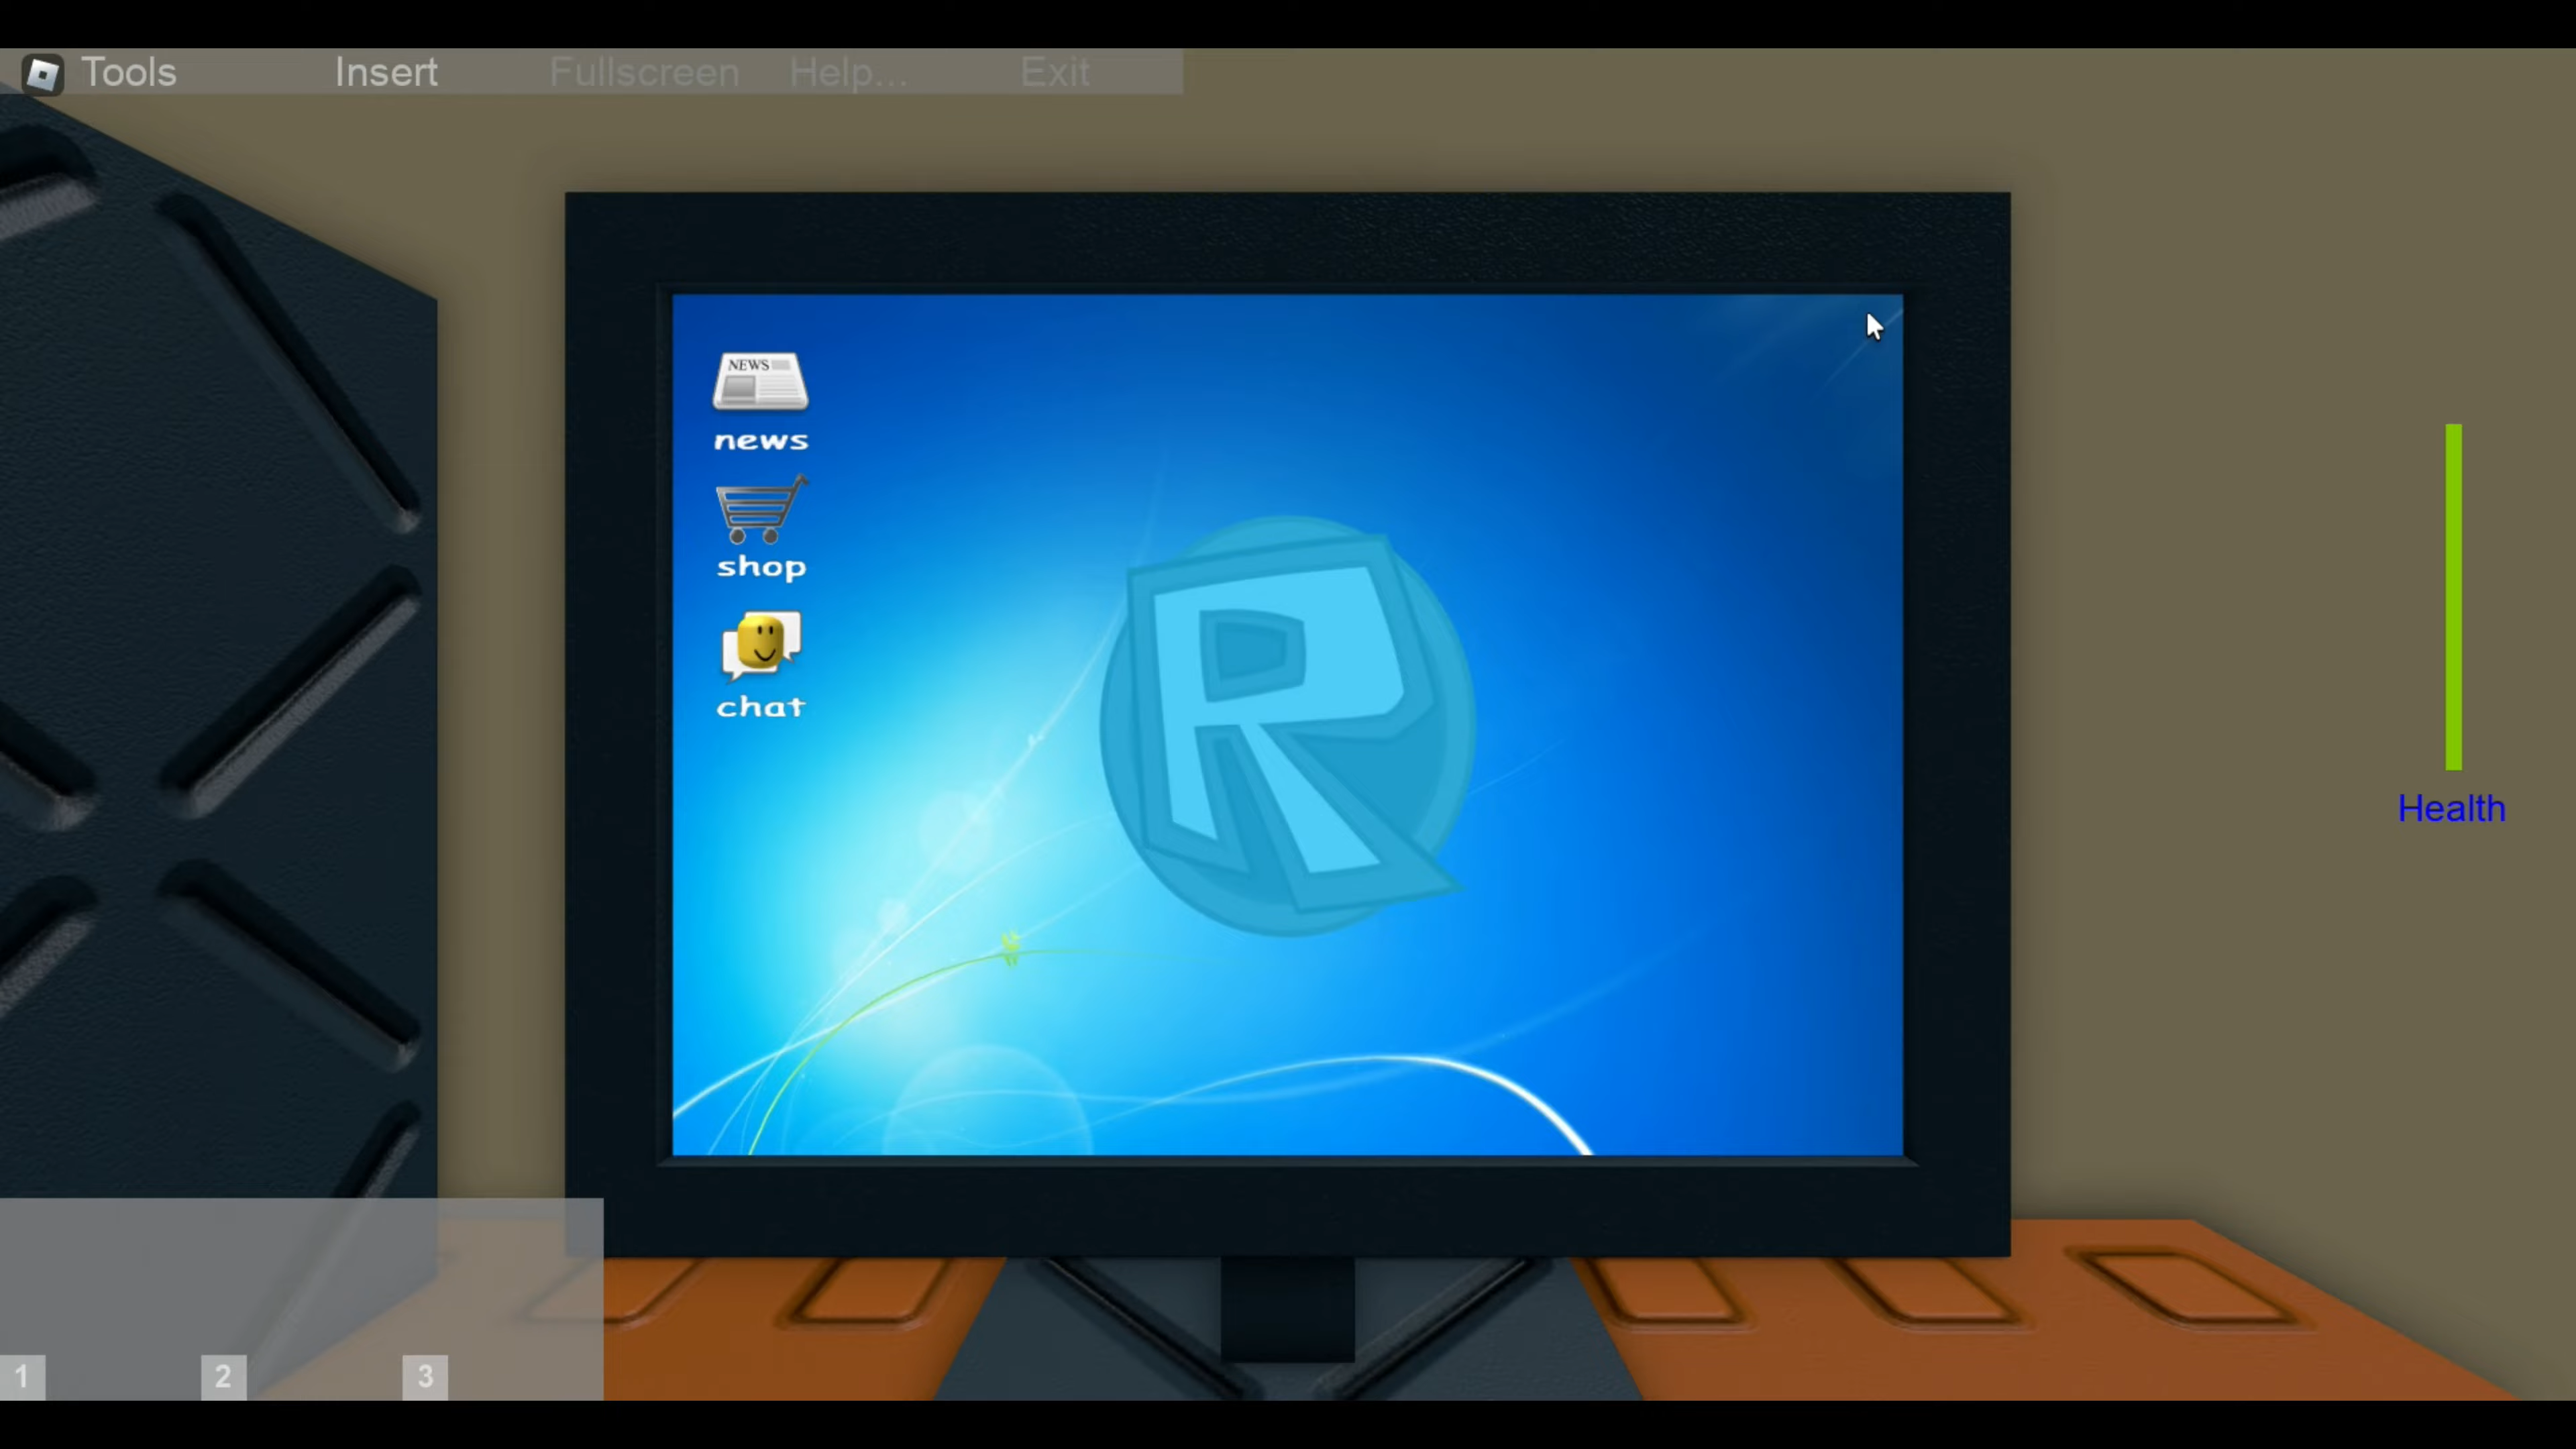 Tools Insert Fullscreen Help... Exit
NEWS
news
shop
chat
R
Health
1 2 3